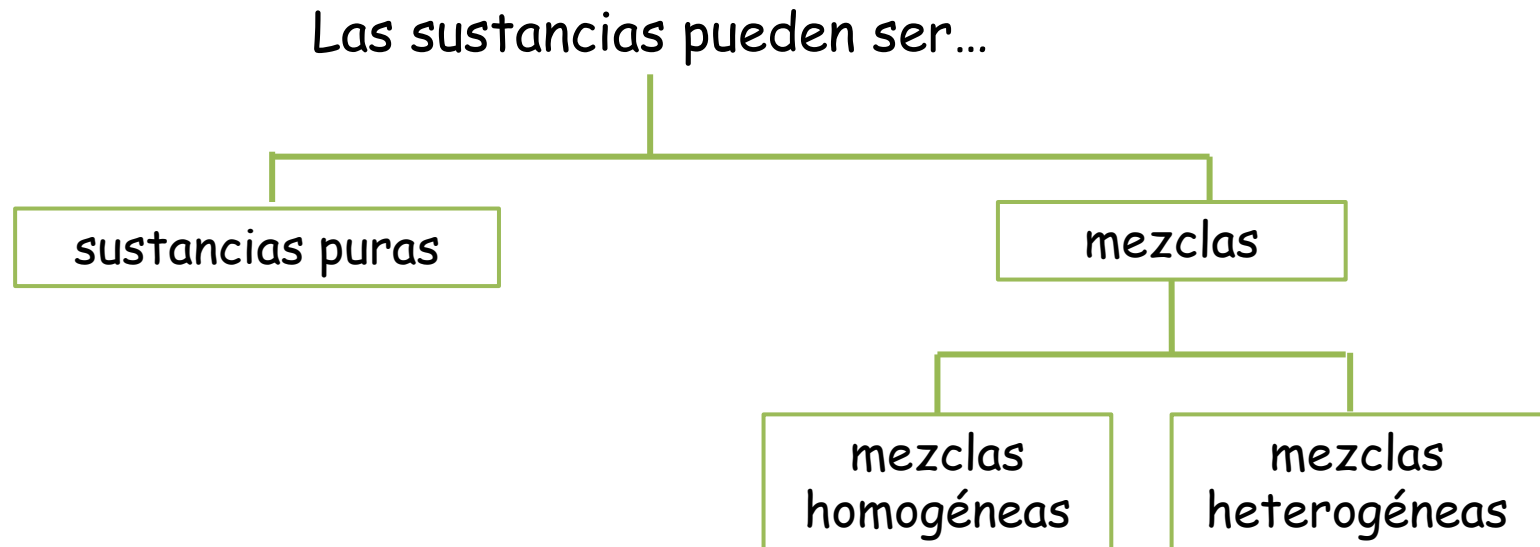 Las sustancias pueden ser…
sustancias puras
mezclas
mezclas
homogéneas
mezclas
heterogéneas